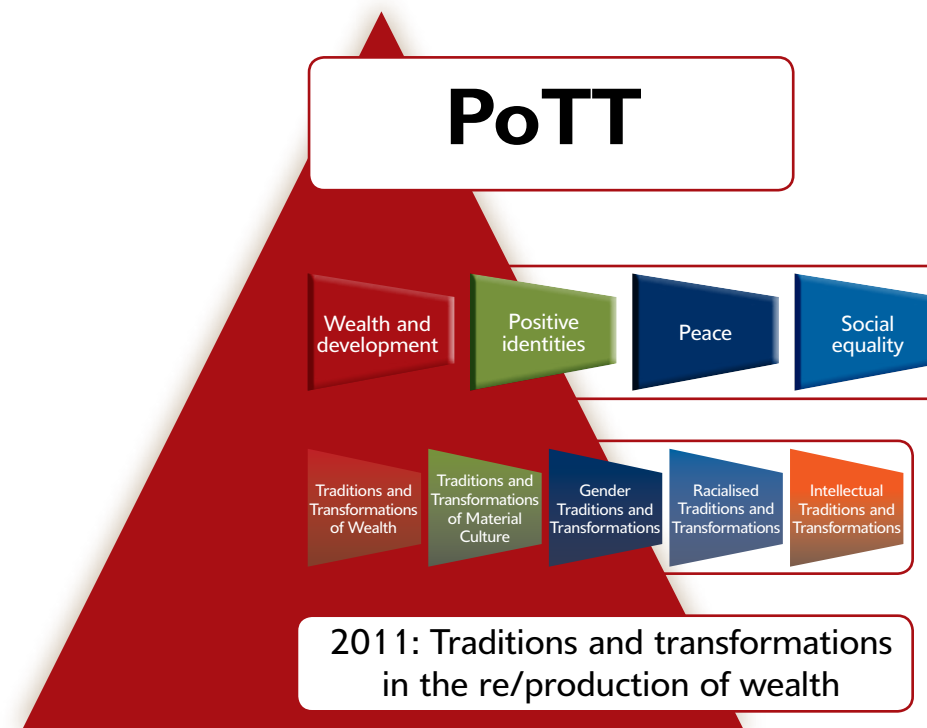 PoTT
Wealth and
development
Positive
identities
Peace
Social
equality
Traditions and
Transformations
of Wealth
Traditions and
Transformations
of Material
Culture
Gender
Traditions and
Transformations
Racialised
Traditions and
Transformations
Intellectual
Traditions and
Transformations
2011: Traditions and transformations
in the re/production of wealth